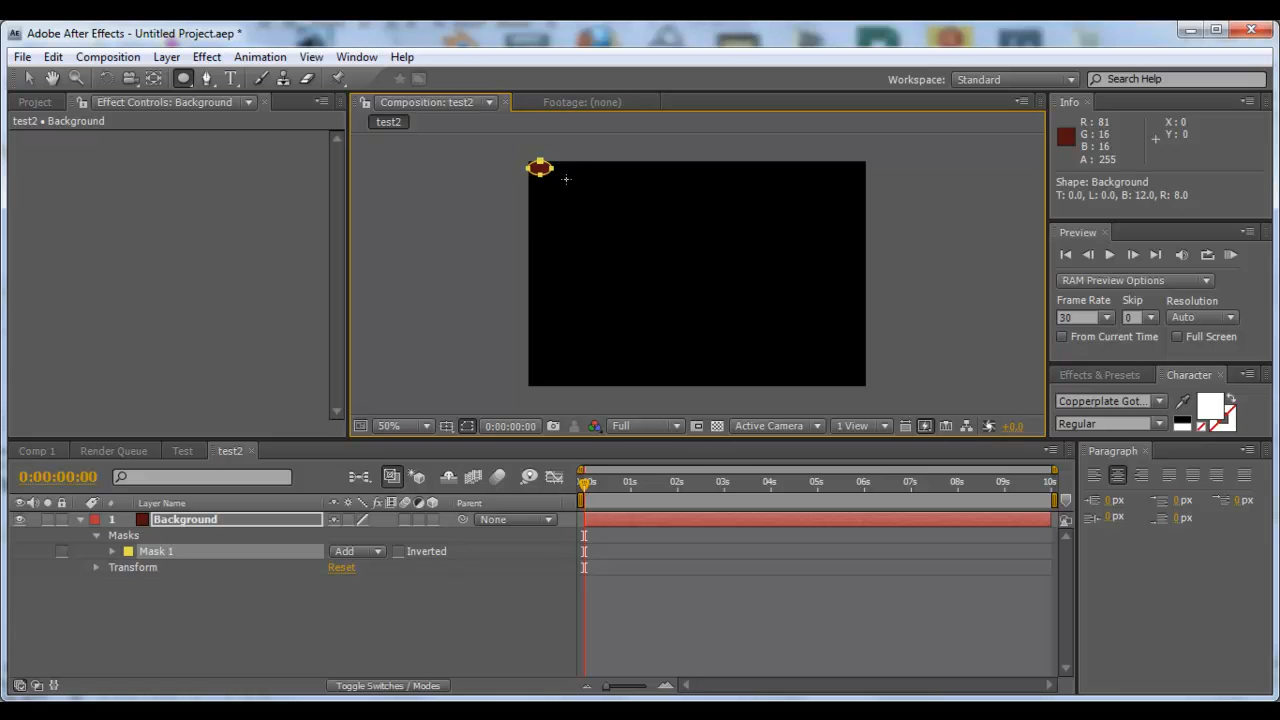 Adobe After Effects - Untitled Project.aep *
File Edit Composition Layer Effect Animation View Window Help
Workspace: Standard Search Help
Project Effect Controls: Background
Composition: test2 Footage: (none)
Info
test2 • Background
test2
R: 81 X: 0
G: 16 Y: 0
B: 16
A: 255
Shape: Background
T: 0.0, L: 0.0, B: 12.0, R: 8.0
Preview
RAM Preview Options
Frame Rate Skip Resolution
30 0 Auto
From Current Time Full Screen
Effects & Presets Character
Copperplate Got...
Regular
50% 0:00:00:00 Full Active Camera 1 View +0.0
Comp 1 Render Queue Test test2
Paragraph
0:00:00:00
01s 02s 03s 04s 05s 06s 07s 08s 09s 10s
# Layer Name fx Parent
0 px 0 px 0 px
0 px 0 px
1 Background None
Masks
Mask 1 Add Inverted
Transform Reset
Toggle Switches / Modes